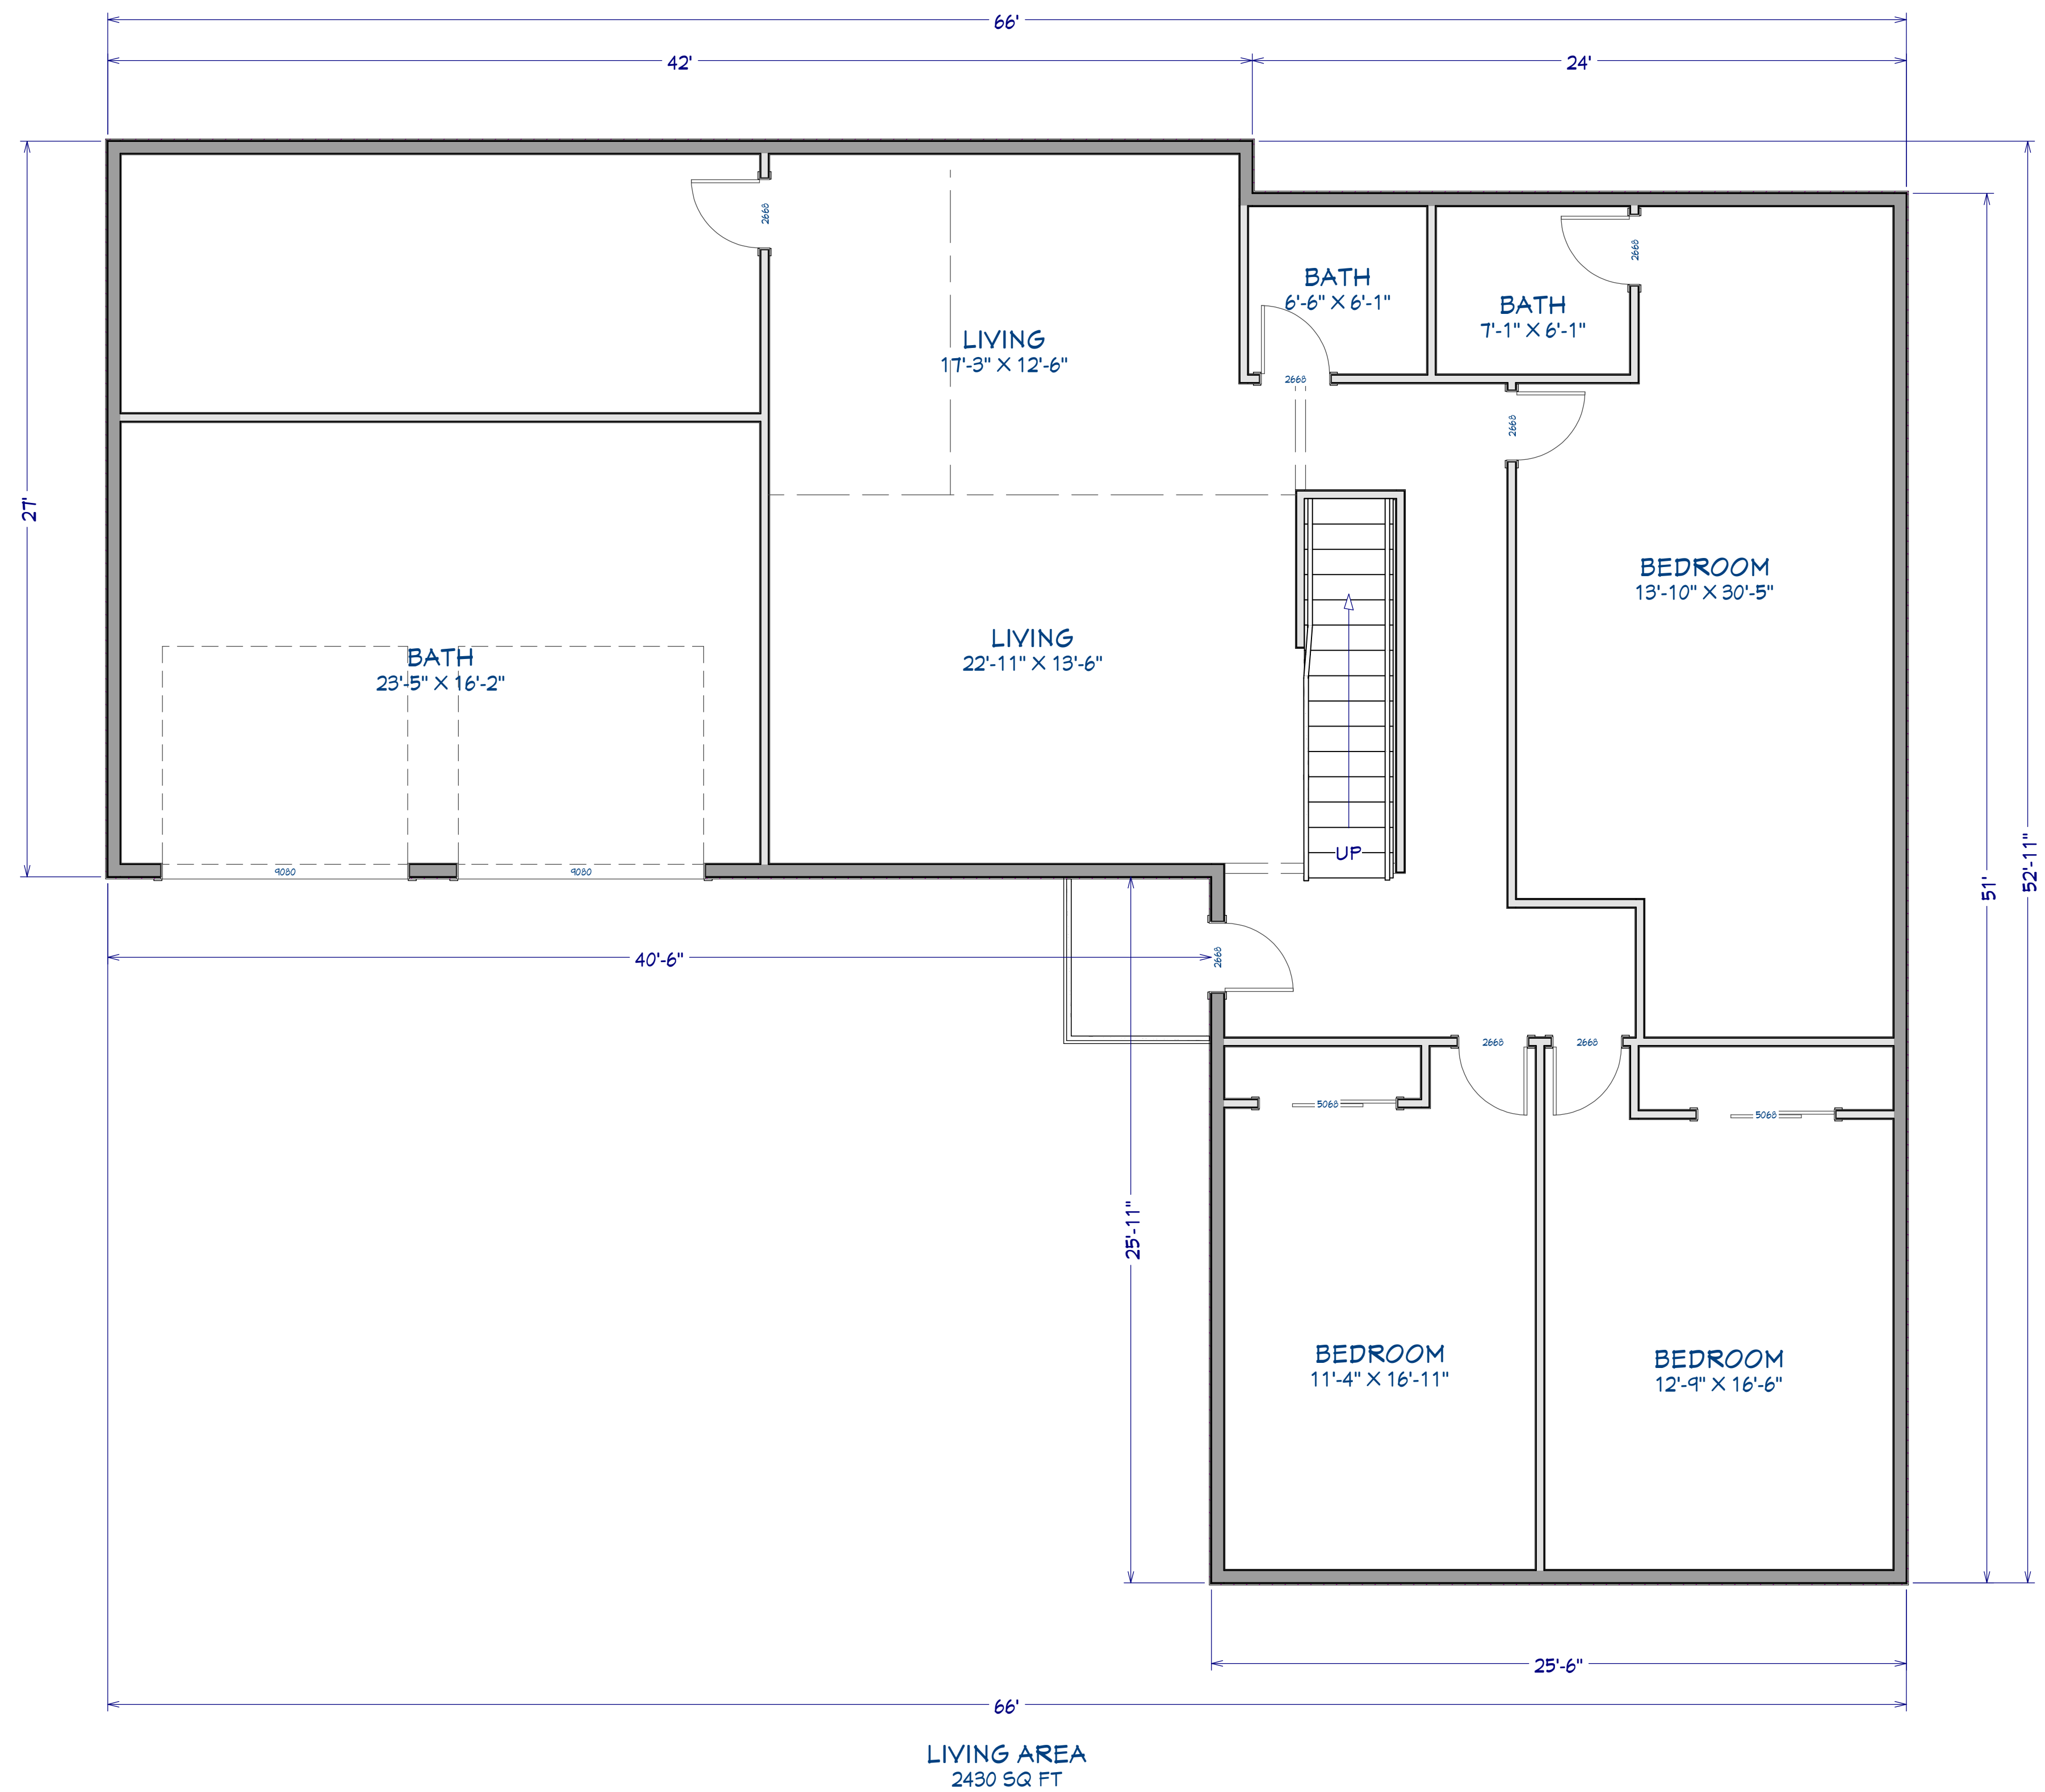 66'
42'
24'
2668
BATH
6'-6" X 6'-1"
2668
BATH
7'-1" X 6'-1"
LIVING
17'-3" X 12'-6"
2668
2668
27'
BEDROOM
13'-10" X 30'-5"
LIVING
22'-11" X 13'-6"
BATH
23'-5" X 16'-2"
UP
9080
9080
51'
52'-11"
40'-6"
2668
2668
2668
5068
5068
25'-11"
BEDROOM
11'-4" X 16'-11"
BEDROOM
12'-9" X 16'-6"
25'-6"
66'
LIVING AREA
2430 SQ FT